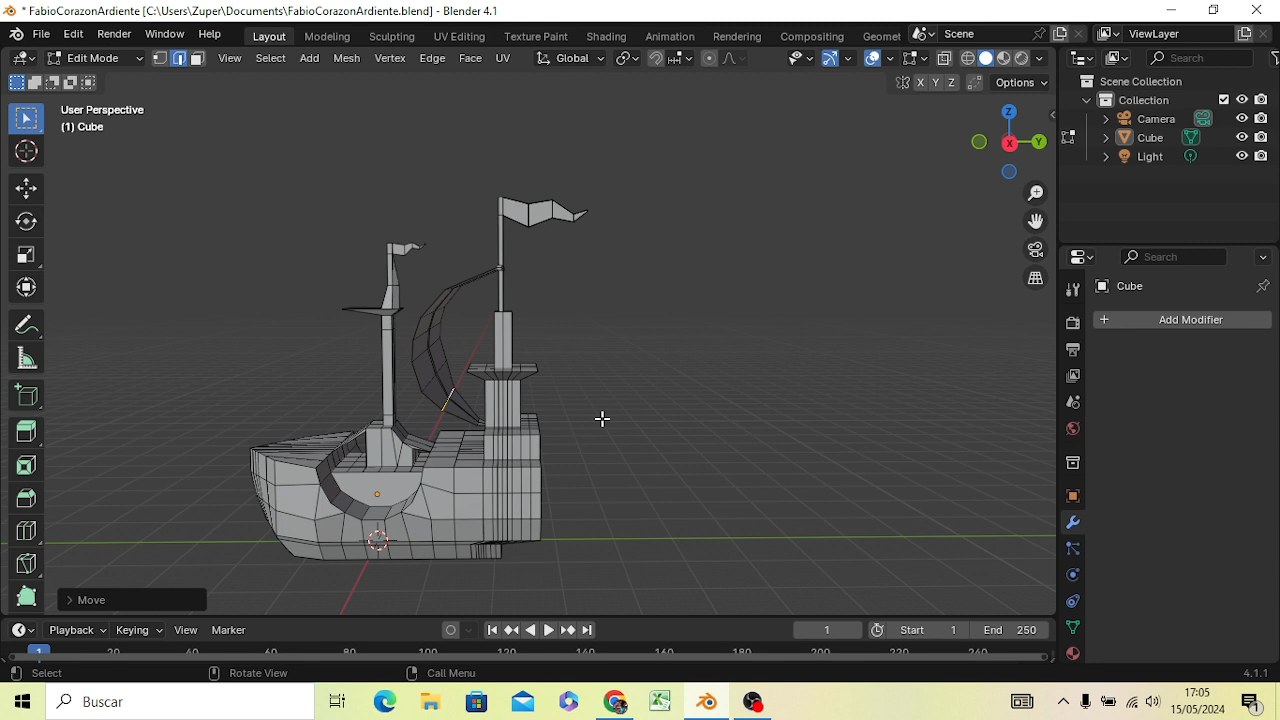 * FabioCorazonArdiente [C:\Users\Zuper\Documents\FabioCorazonArdiente.blend] - Blender 4.1
File Edit Render Window Help Layout Modeling Sculpting UV Editing Texture Paint Shading Animation Rendering Compositing Geomet Scene ViewLayer
Edit Mode View Select Add Mesh Vertex Edge Face UV Global Search
X Y Z Options
Scene Collection
Collection
Camera
Cube
Light
User Perspective
(1) Cube
Z
X
Y
Search
Cube
+ Add Modifier
> Move
Playback Keying View Marker 1 Start 1 End 250
1 20 40 60 80 100 120 140 160 180 200 220 240
Select Rotate View Call Menu 4.1.1
Buscar
17:05
15/05/2024
1